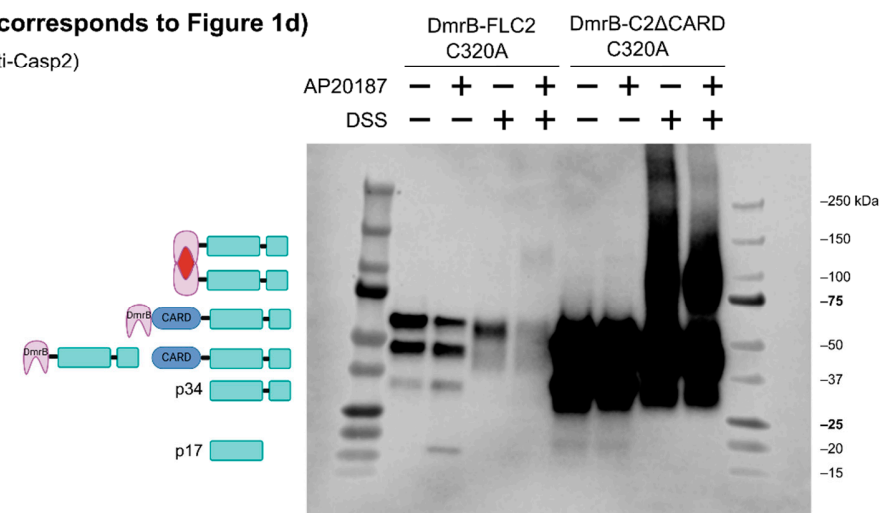 corresponds to Figure 1d)
ti-Casp2)
DmrB-FLC2 DmrB-C2ΔCARD
C320A C320A
AP20187 − + − + − + − +
DSS − − + + − − + +
–250 kDa
–150
–100
–75
DmrB CARD
DmrB CARD
–50
p34
–37
–25
p17
–20
–15